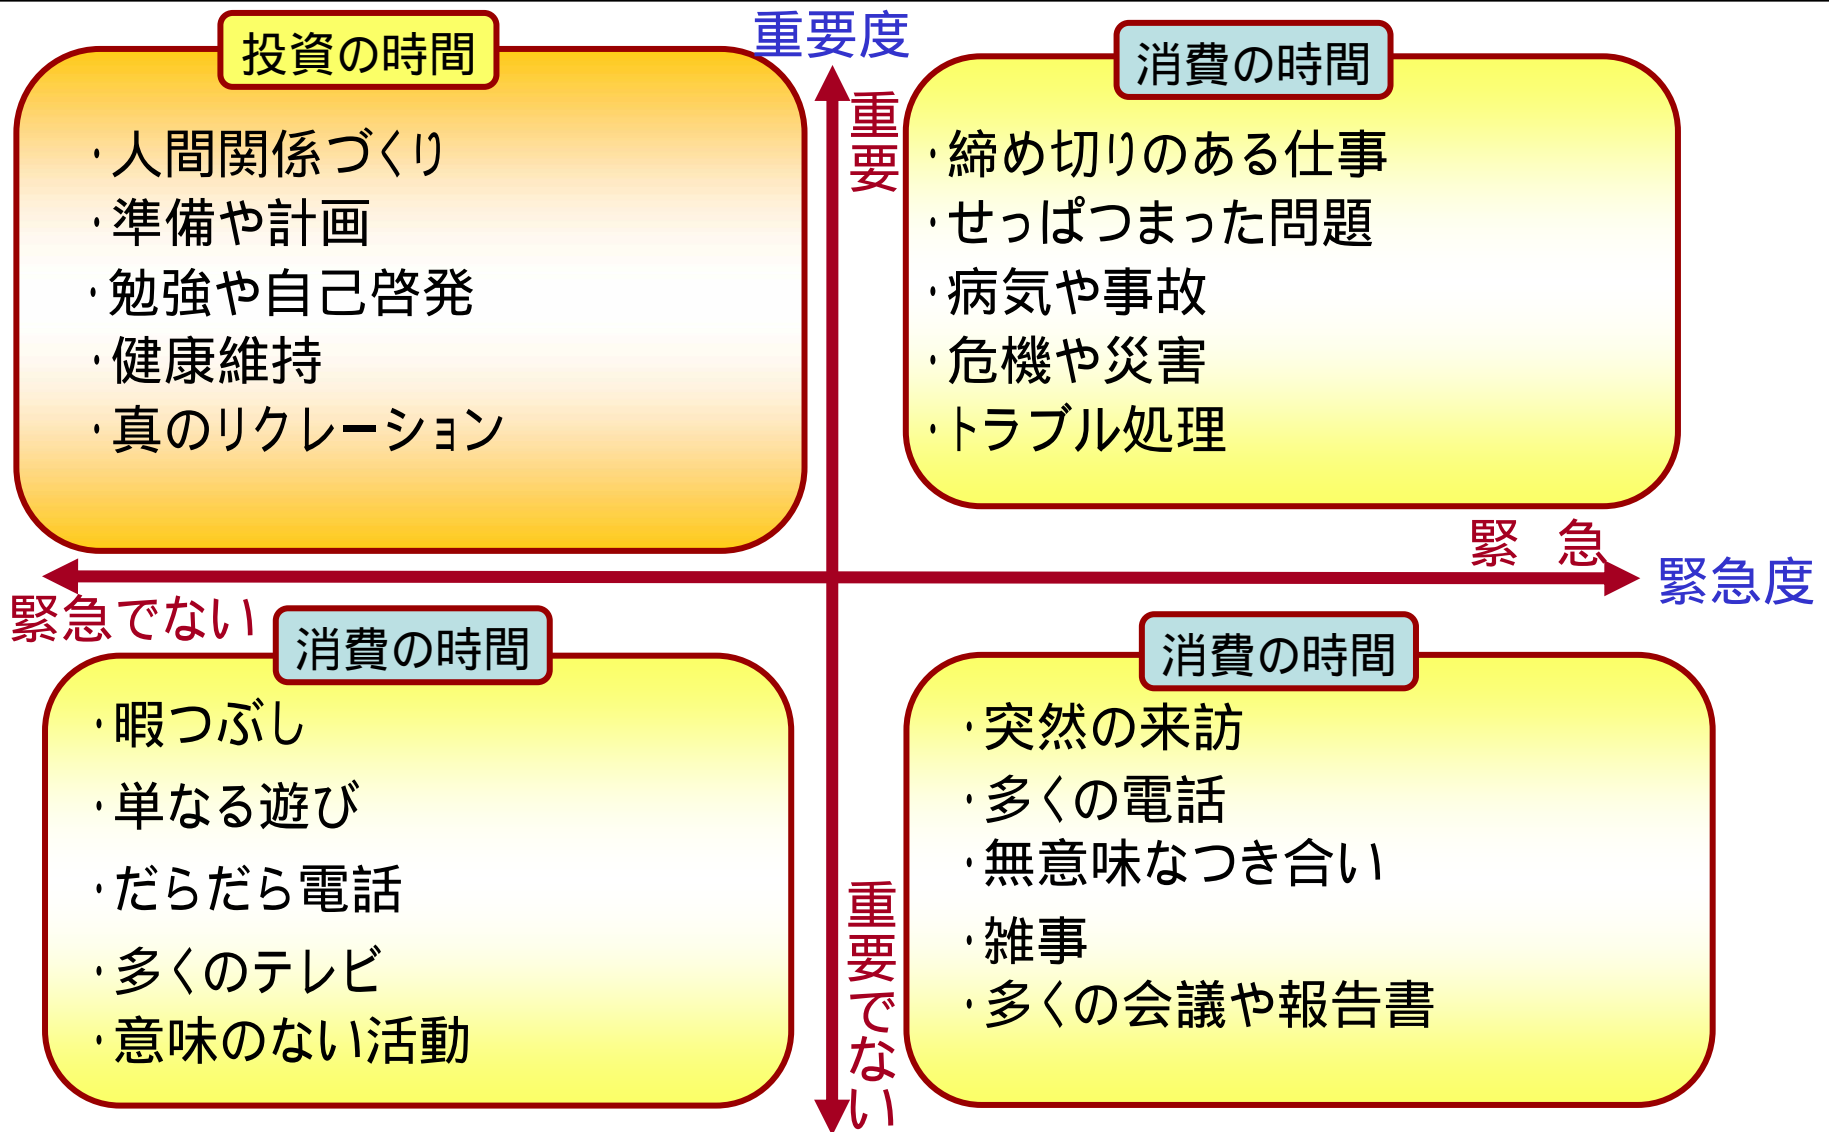 重要度
投資の時間
・人間関係づくり
・準備や計画
・勉強や自己啓発
・健康維持
・真のリクレーション
重要
消費の時間
・締め切りのある仕事
・せっぱつまった問題
・病気や事故
・危機や災害
・トラブル処理
緊 急
緊急度
緊急でない
消費の時間
・暇つぶし
・単なる遊び
・だらだら電話
・多くのテレビ
・意味のない活動
重要でない
消費の時間
・突然の来訪
・多くの電話
・無意味なつき合い
・雑事
・多くの会議や報告書